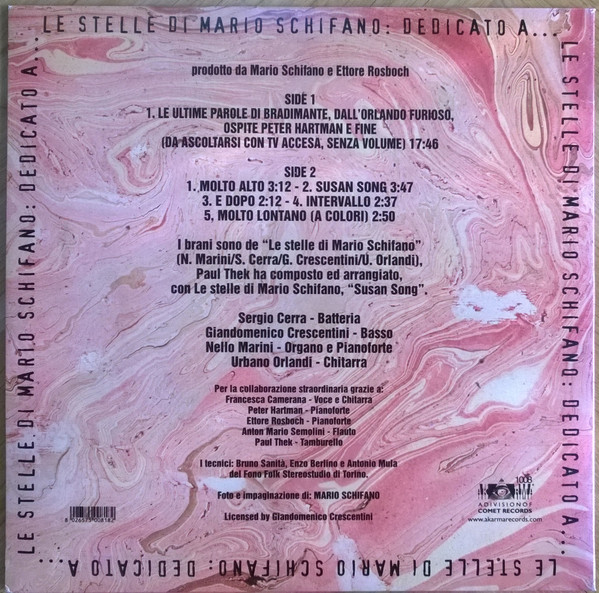 LE STELLE DI MARIO SCHIFANO: DEDICATO A...
LE STELLE DI MARIO SCHIFANO: DEDICATO A...
prodotto da Mario Schifano e Ettore Rosboch
SIDE 1
1. LE ULTIME PAROLE DI BRADIMANTE, DALL'ORLANDO FURIOSO,
OSPITE PETER HARTMAN E FINE
(DA ASCOLTARSI CON TV ACCESA, SENZA VOLUME) 17:46
SIDE 2
1. MOLTO ALTO 3:12 - 2. SUSAN SONG 3:47
3. E DOPO 2:12 - 4. INTERVALLO 2:37
5, MOLTO LONTANO (A COLORI) 2:50
I brani sono de "Le stelle di Mario Schifano"
(N. Marini/S. Cerra/G. Crescentini/U. Orlandi),
Paul Thek ha composto ed arrangiato,
con Le stelle di Mario Schifano, "Susan Song".
Sergio Cerra - Batteria
Giandomenico Crescentini - Basso
Nello Marini - Organo e Pianoforte
Urbano Orlandi - Chitarra
Per la collaborazione straordinaria grazie a:
Francesca Camerana - Voce e Chitarra
Peter Hartman - Pianoforte
Ettore Rosboch - Pianoforte
Anton Mario Semolini - Flauto
Paul Thek - Tamburello
I tecnici: Bruno Sanità, Enzo Berlino e Antonio Mula
del Fono Folk Stereostudio di Torino.
Foto e impaginazione di: MARIO SCHIFANO
Licensed by Giandomenico Crescentini
8 026575 008182
1008
AKARMA
A DIVISION OF
COMET RECORDS
www.akarmarecords.com
LE STELLE DI MARIO SCHIFANO: DEDICATO A...
LE STELLE DI MARIO SCHIFANO: DEDICATO A...